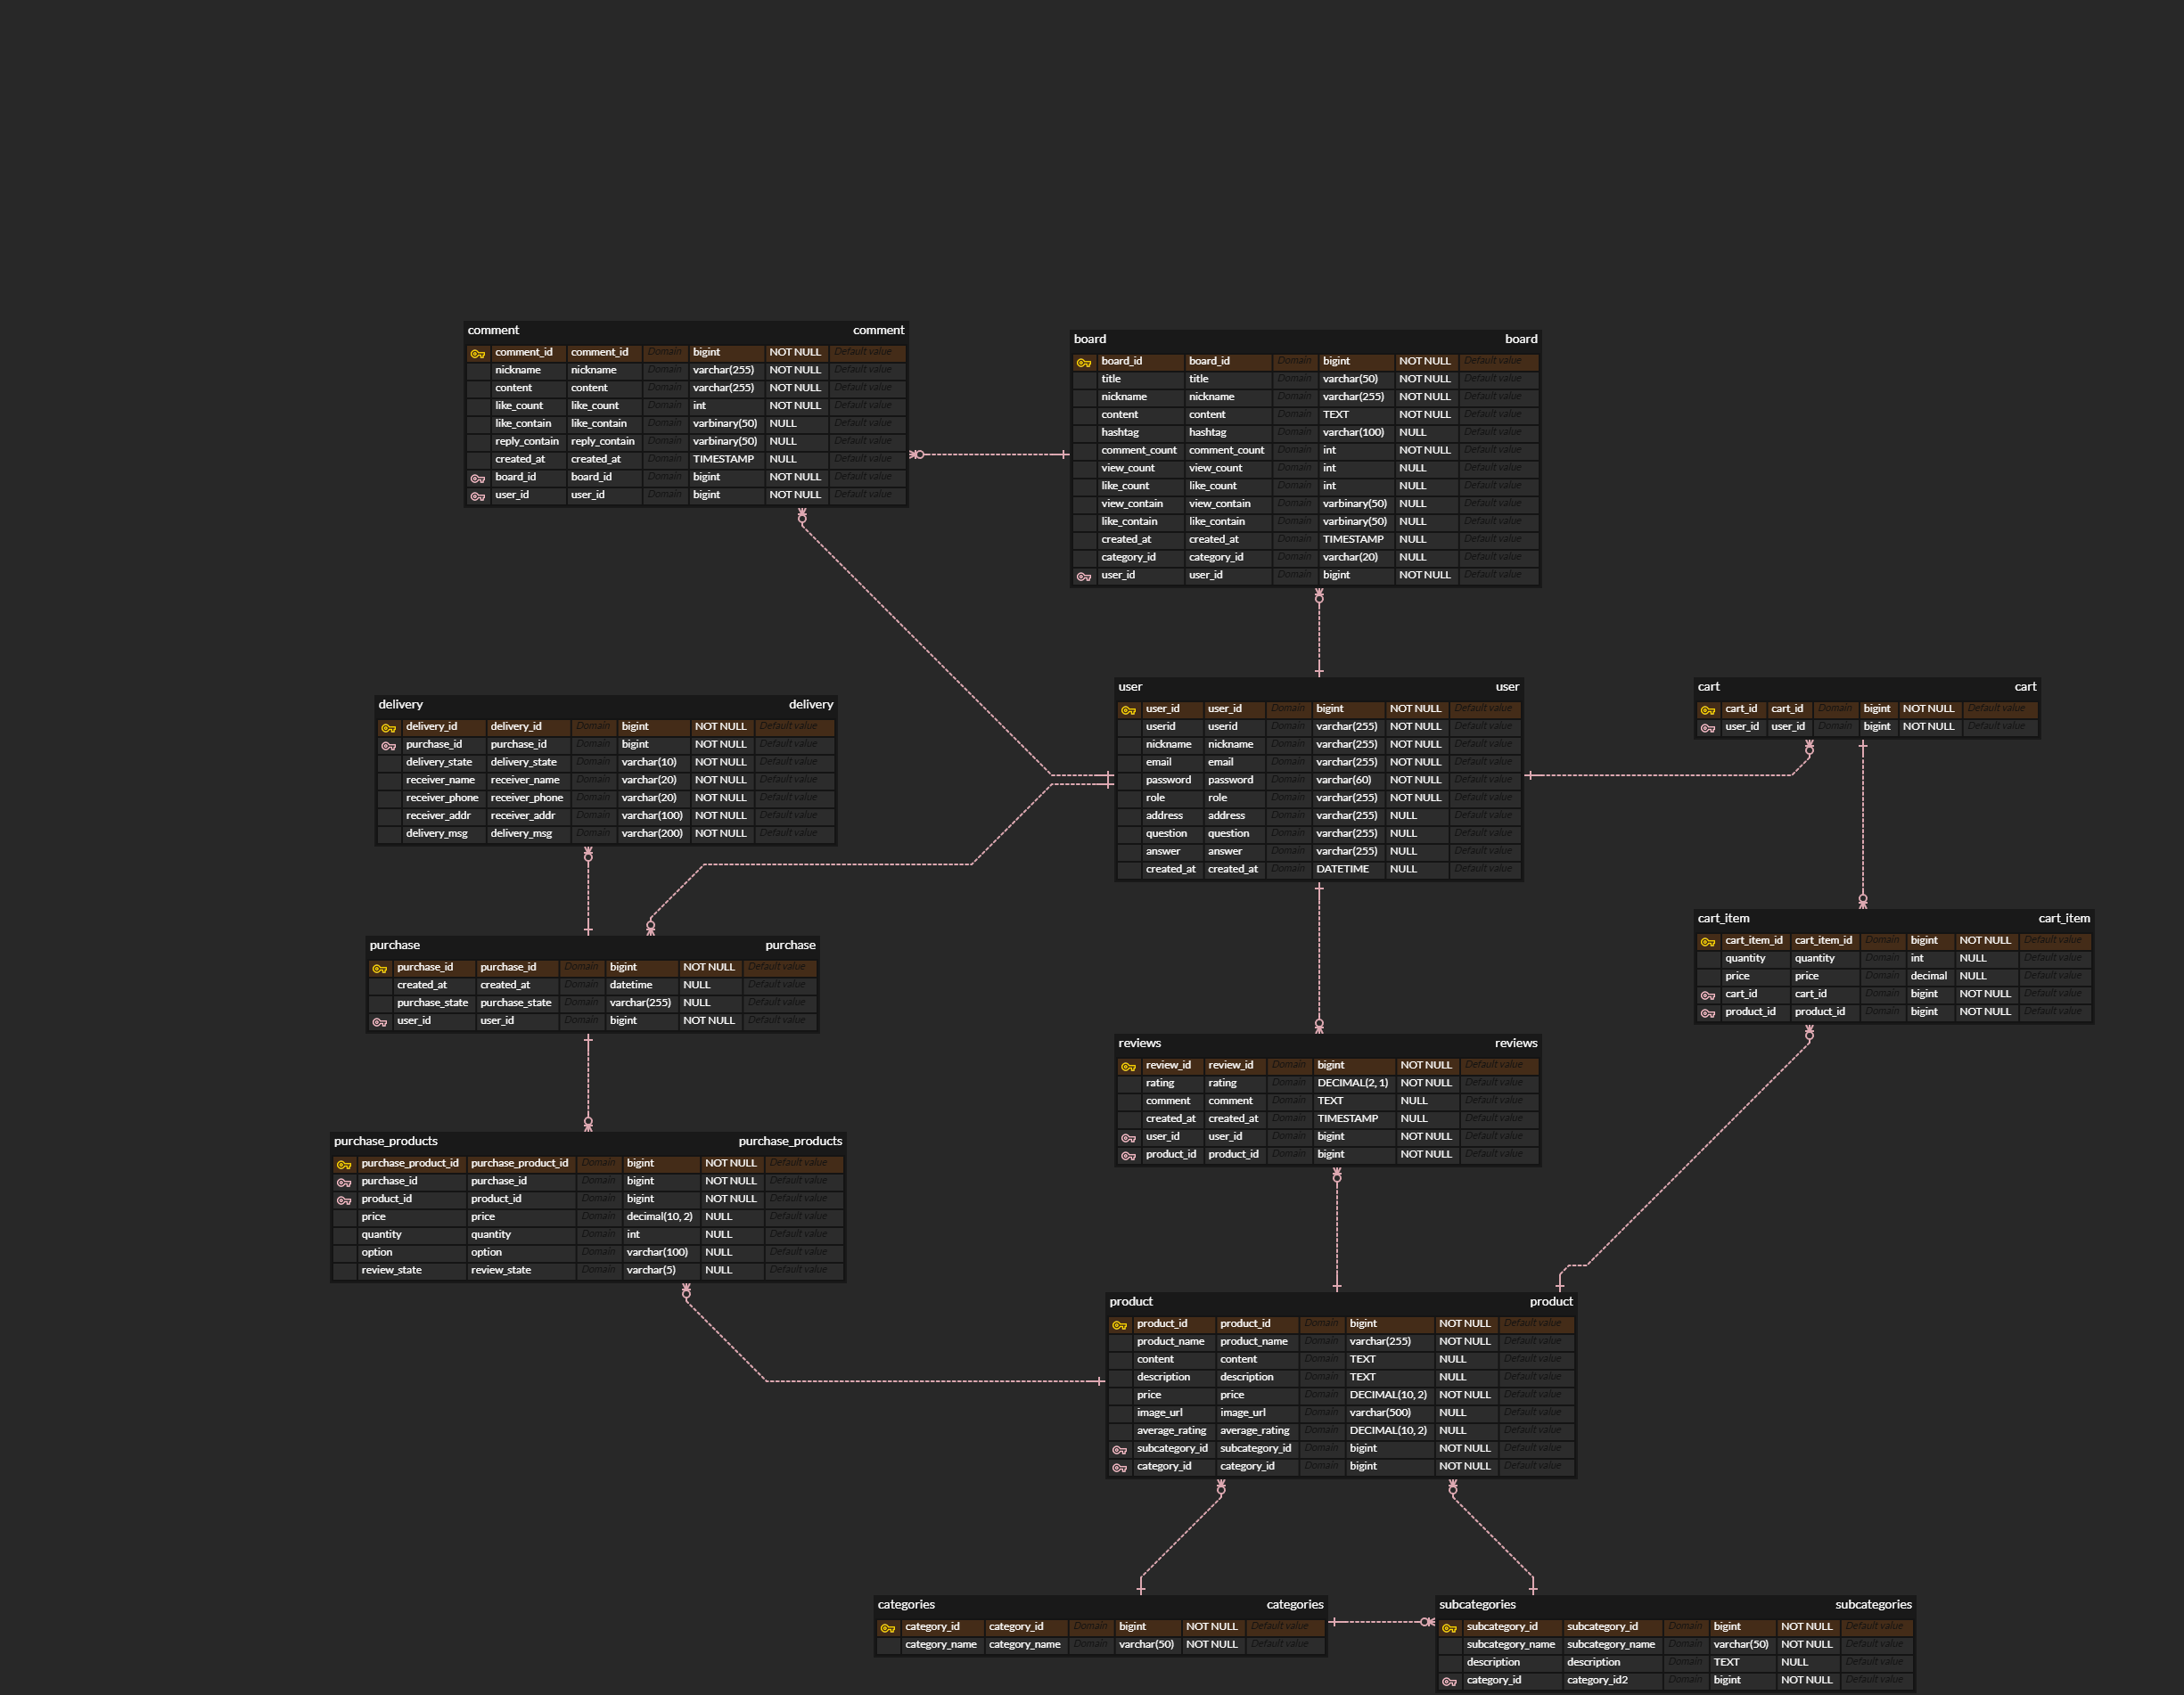 comment comment
comment_id comment_id Domain bigint NOT NULL Default value
nickname nickname Domain varchar(255) NOT NULL Default value
content content Domain varchar(255) NOT NULL Default value
like_count like_count Domain int NOT NULL Default value
like_contain like_contain Domain varbinary(50) NULL Default value
reply_contain reply_contain Domain varbinary(50) NULL Default value
created_at created_at Domain TIMESTAMP NULL Default value
board_id board_id Domain bigint NOT NULL Default value
user_id user_id Domain bigint NOT NULL Default value
board board
board_id board_id Domain bigint NOT NULL Default value
title title Domain varchar(50) NOT NULL Default value
nickname nickname Domain varchar(255) NOT NULL Default value
content content Domain TEXT NOT NULL Default value
hashtag hashtag Domain varchar(100) NULL Default value
comment_count comment_count Domain int NOT NULL Default value
view_count view_count Domain int NULL Default value
like_count like_count Domain int NULL Default value
view_contain view_contain Domain varbinary(50) NULL Default value
like_contain like_contain Domain varbinary(50) NULL Default value
created_at created_at Domain TIMESTAMP NULL Default value
category_id category_id Domain varchar(20) NULL Default value
user_id user_id Domain bigint NOT NULL Default value
delivery delivery
delivery_id delivery_id Domain bigint NOT NULL Default value
purchase_id purchase_id Domain bigint NOT NULL Default value
delivery_state delivery_state Domain varchar(10) NOT NULL Default value
receiver_name receiver_name Domain varchar(20) NOT NULL Default value
receiver_phone receiver_phone Domain varchar(20) NOT NULL Default value
receiver_addr receiver_addr Domain varchar(100) NOT NULL Default value
delivery_msg delivery_msg Domain varchar(200) NOT NULL Default value
user user
user_id user_id Domain bigint NOT NULL Default value
userid userid Domain varchar(255) NOT NULL Default value
nickname nickname Domain varchar(255) NOT NULL Default value
email email Domain varchar(255) NOT NULL Default value
password password Domain varchar(60) NOT NULL Default value
role role Domain varchar(255) NOT NULL Default value
address address Domain varchar(255) NULL Default value
question question Domain varchar(255) NULL Default value
answer answer Domain varchar(255) NULL Default value
created_at created_at Domain DATETIME NULL Default value
cart cart
cart_id cart_id Domain bigint NOT NULL Default value
user_id user_id Domain bigint NOT NULL Default value
cart_item cart_item
cart_item_id cart_item_id Domain bigint NOT NULL Default value
quantity quantity Domain int NULL Default value
price price Domain decimal NULL Default value
cart_id cart_id Domain bigint NOT NULL Default value
product_id product_id Domain bigint NOT NULL Default value
purchase purchase
purchase_id purchase_id Domain bigint NOT NULL Default value
created_at created_at Domain datetime NULL Default value
purchase_state purchase_state Domain varchar(255) NULL Default value
user_id user_id Domain bigint NOT NULL Default value
reviews reviews
review_id review_id Domain bigint NOT NULL Default value
rating rating Domain DECIMAL(2, 1) NOT NULL Default value
comment comment Domain TEXT NULL Default value
created_at created_at Domain TIMESTAMP NULL Default value
user_id user_id Domain bigint NOT NULL Default value
product_id product_id Domain bigint NOT NULL Default value
purchase_products purchase_products
purchase_product_id purchase_product_id Domain bigint NOT NULL Default value
purchase_id purchase_id Domain bigint NOT NULL Default value
product_id product_id Domain bigint NOT NULL Default value
price price Domain decimal(10, 2) NULL Default value
quantity quantity Domain int NULL Default value
option option Domain varchar(100) NULL Default value
review_state review_state Domain varchar(5) NULL Default value
product product
product_id product_id Domain bigint NOT NULL Default value
product_name product_name Domain varchar(255) NOT NULL Default value
content content Domain TEXT NULL Default value
description description Domain TEXT NULL Default value
price price Domain DECIMAL(10, 2) NOT NULL Default value
image_url image_url Domain varchar(500) NULL Default value
average_rating average_rating Domain DECIMAL(10, 2) NULL Default value
subcategory_id subcategory_id Domain bigint NOT NULL Default value
category_id category_id Domain bigint NOT NULL Default value
categories categories
category_id category_id Domain bigint NOT NULL Default value
category_name category_name Domain varchar(50) NOT NULL Default value
subcategories subcategories
subcategory_id subcategory_id Domain bigint NOT NULL Default value
subcategory_name subcategory_name Domain varchar(50) NOT NULL Default value
description description Domain TEXT NULL Default value
category_id category_id2 Domain bigint NOT NULL Default value